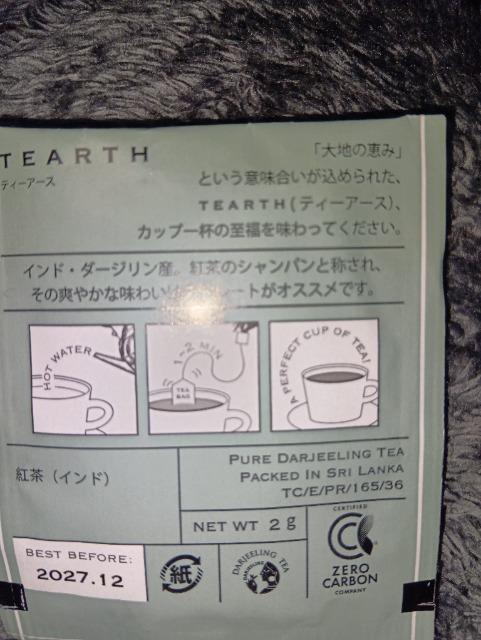 TEARTH
ティーアース
「大地の恵み」
という意味合いが込められた、
TEARTH(ティーアース)、
カップ一杯の至福を味わってください。
インド・ダージリン産。紅茶のシャンパンと称され、
その爽やかな味わい ストレートがオススメです。
HOT WATER
1-2 MIN
TEA BAG
A PERFECT CUP OF TEA!
紅茶（インド）
PURE DARJEELING TEA
PACKED IN SRI LANKA
TC/E/PR/165/36
NET WT 2g
BEST BEFORE:
2027.12
紙
DARJEELING TEA
CERTIFIED
ZERO
CARBON
COMPANY